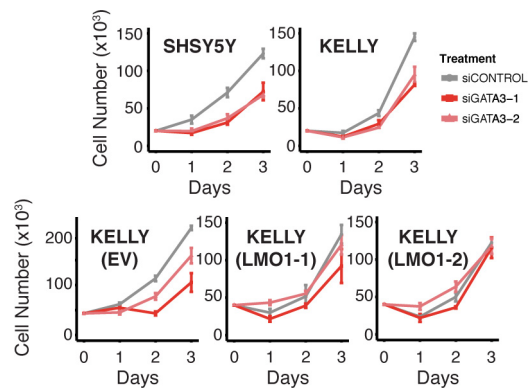 SHSY5Y
KELLY
Cell Number (x10³)
150
100
50
0 1 2 3
Days
150
100
50
0 1 2 3
Days
Treatment
siCONTROL
siGATA3-1
siGATA3-2
KELLY
(EV)
Cell Number (x10³)
200
100
0
0 1 2 3
Days
KELLY
(LMO1-1)
150
100
50
0
0 1 2 3
Days
KELLY
(LMO1-2)
150
100
50
0
0 1 2 3
Days